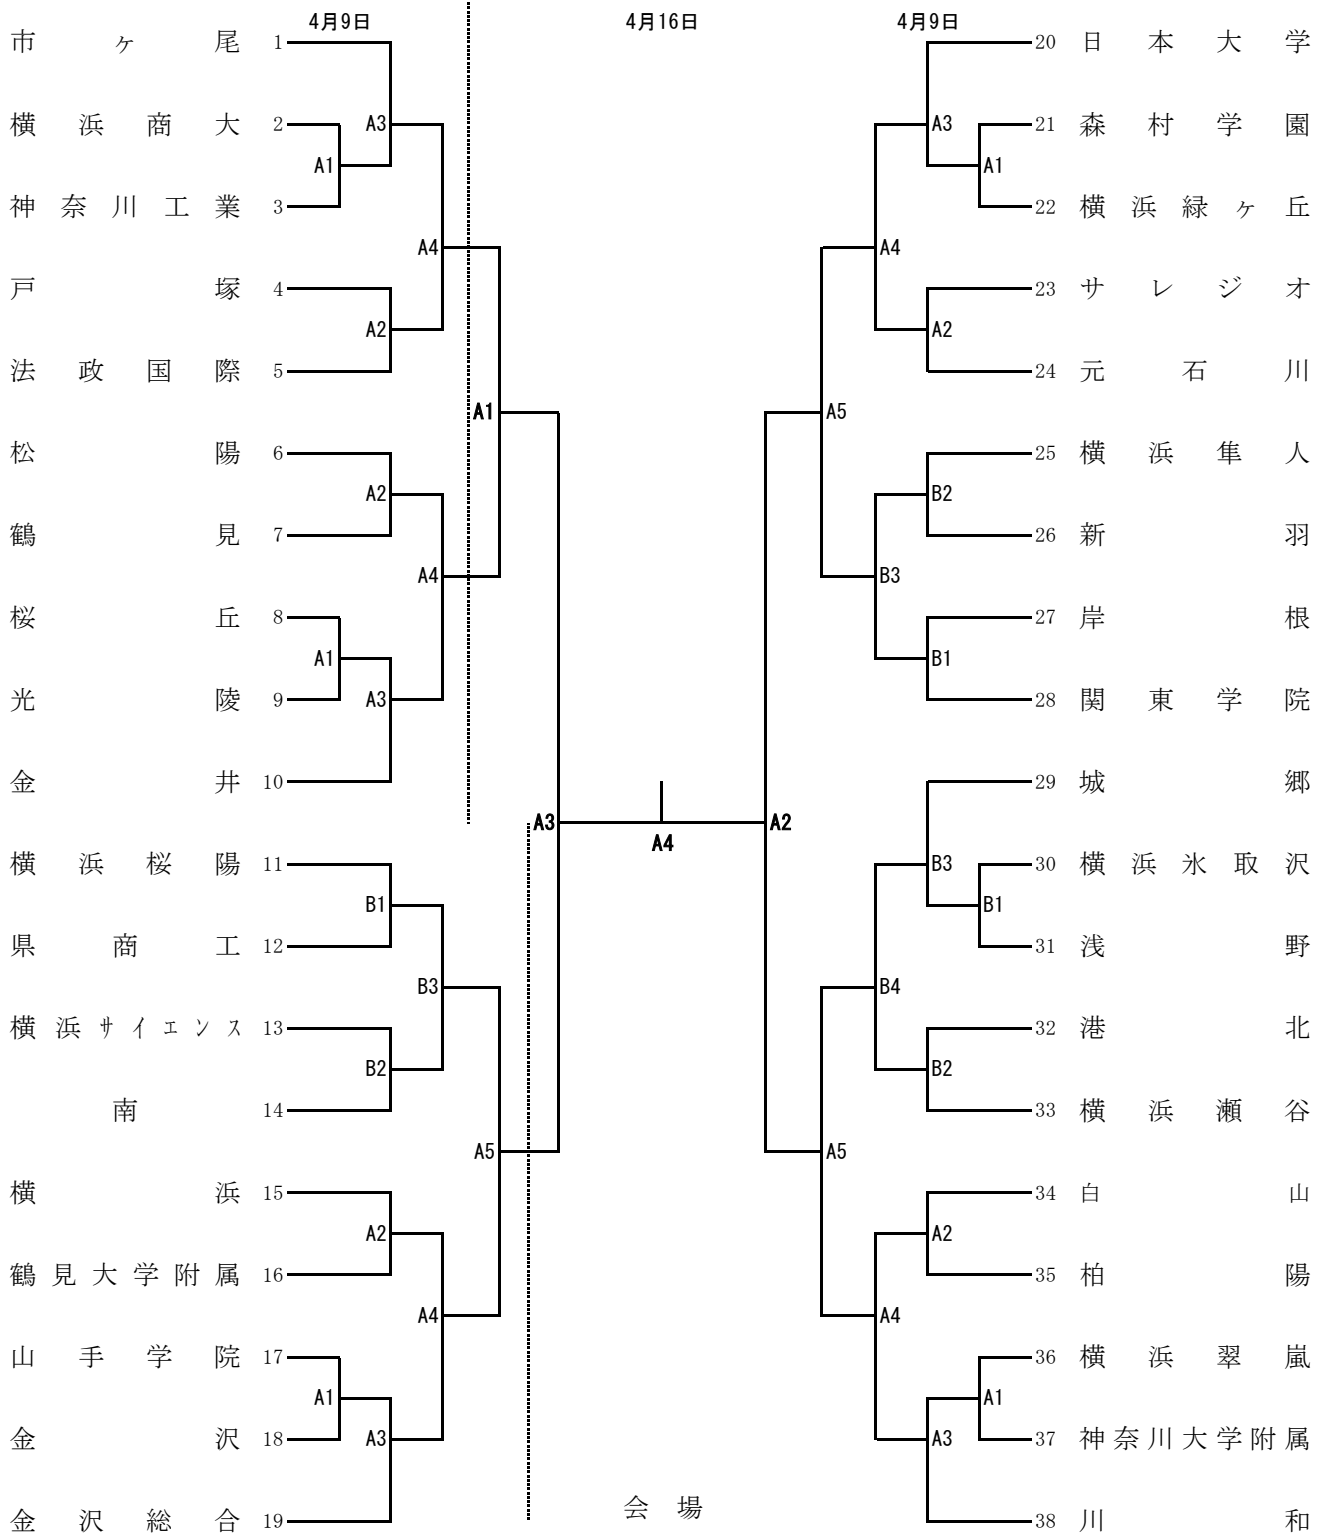 4月9日 4月16日 4月9日
市ヶ尾 1
横浜商大 2
神奈川工業 3
戸塚 4
法政国際 5
松陽 6
鶴見 7
桜丘 8
光陵 9
金井 10
横浜桜陽 11
県商工 12
横浜サイエンス 13
南 14
横浜 15
鶴見大学附属 16
山手学院 17
金沢 18
金沢総合 19
A3
A1
A4
A2
A1
A2
A4
A1
A3
A3
B1
B3
B2
A5
A2
A4
A1
A3
A4
会場
20 日本大学
21 森村学園
22 横浜緑ヶ丘
23 サレジオ
24 元石川
25 横浜隼人
26 新羽
27 岸根
28 関東学院
29 城郷
30 横浜氷取沢
31 浅野
32 港北
33 横浜瀬谷
34 白山
35 柏陽
36 横浜翠嵐
37 神奈川大学附属
38 川和
A3
A1
A4
A2
A5
B2
B3
B1
A2
B3
B1
B4
B2
A5
A2
A4
A1
A3